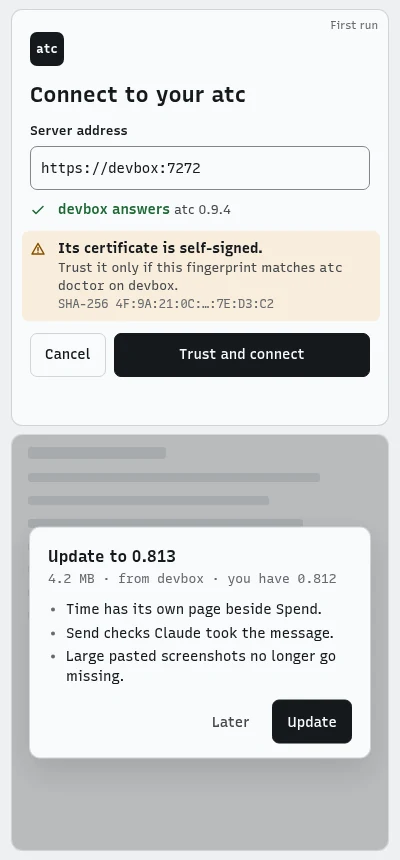 First run
atc
Connect to your atc
Server address
https://devbox:7272
devbox answers atc 0.9.4
Its certificate is self-signed.
Trust it only if this fingerprint matches atc
doctor on devbox.
SHA-256 4F:9A:21:0C:…:7E:D3:C2
Cancel
Trust and connect
Update to 0.813
4.2 MB · from devbox · you have 0.812
• Time has its own page beside Spend.
• Send checks Claude took the message.
• Large pasted screenshots no longer go
missing.
Later
Update